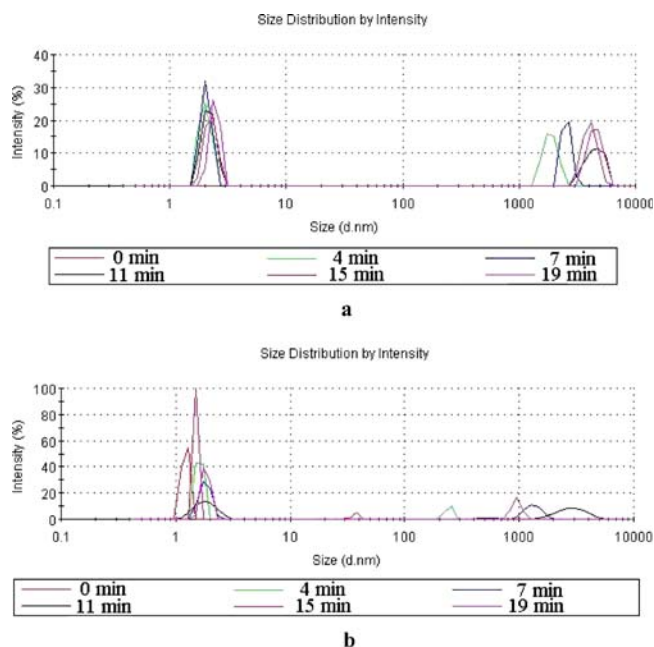 Size Distribution by Intensity
40
30
20
10
0
Intensity (%)
0.1 1 10 100 1000 10000
Size (d.nm)
0 min 4 min 7 min
11 min 15 min 19 min
a
Size Distribution by Intensity
100
80
60
40
20
0
Intensity (%)
0.1 1 10 100 1000 10000
Size (d.nm)
0 min 4 min 7 min
11 min 15 min 19 min
b